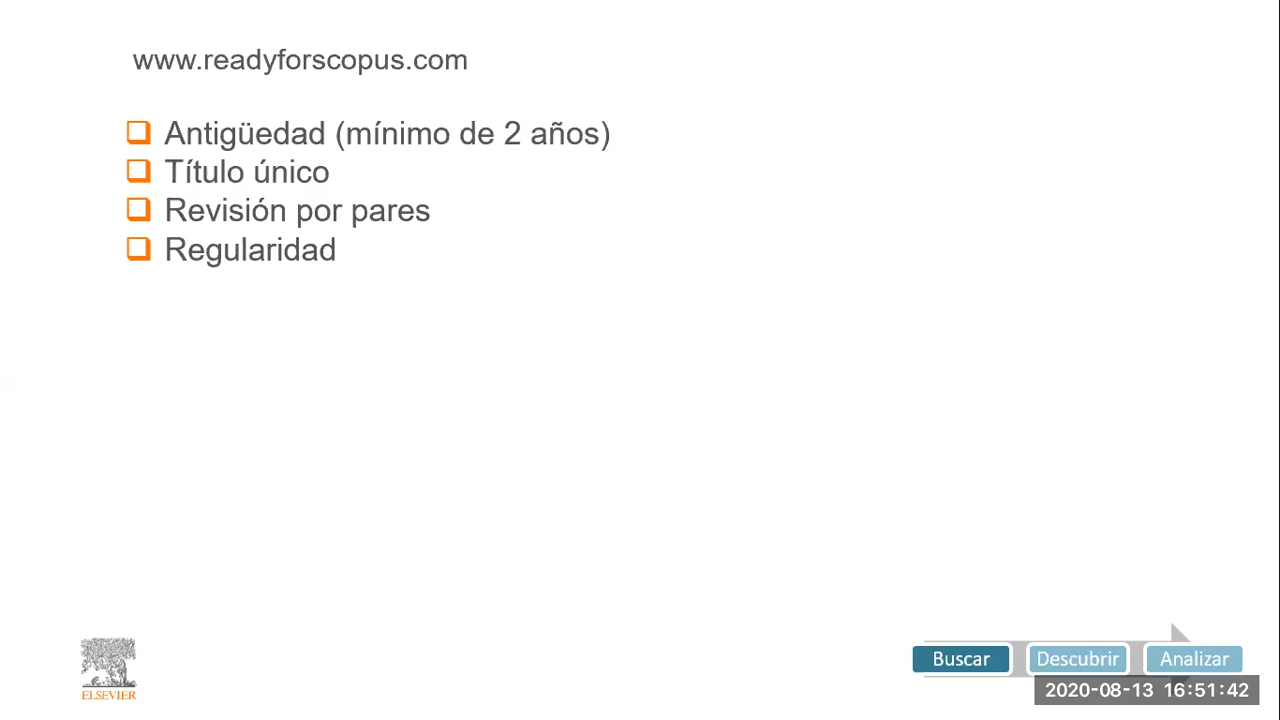 www.readyforscopus.com
Antigüedad (mínimo de 2 años)
Título único
Revisión por pares
Regularidad
ELSEVIER
Buscar
Descubrir
Analizar
2020-08-13 16:51:42